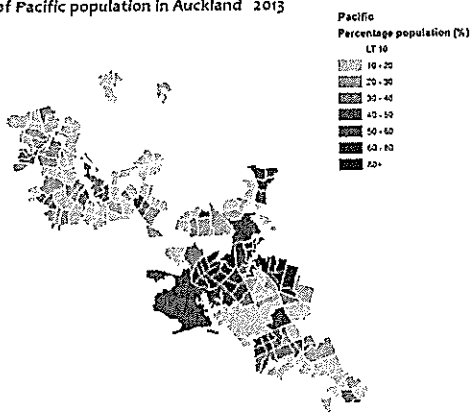 of Pacific population in Auckland 2013
Pacific
Percentage population (%)
LT 10
10 - 20
20 - 30
30 - 40
40 - 50
50 - 60
60 - 80
80+